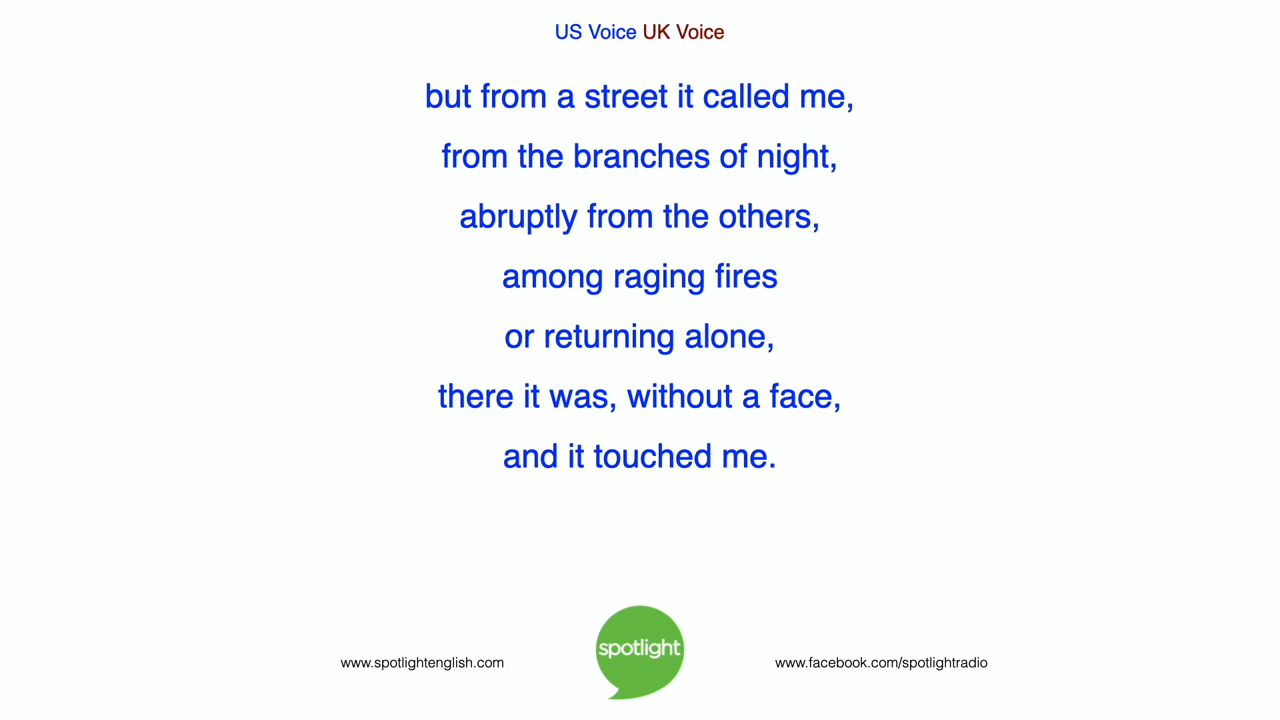 US Voice UK Voice
but from a street it called me,
from the branches of night,
abruptly from the others,
among raging fires
or returning alone,
there it was, without a face,
and it touched me.
spotlight
www.spotlightenglish.com
www.facebook.com/spotlightradio